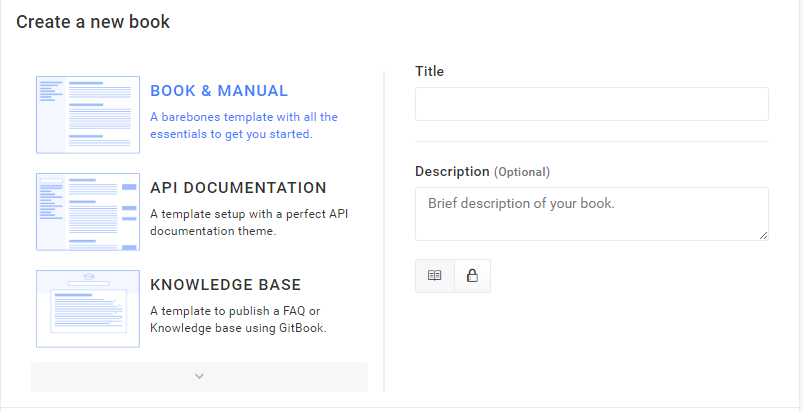 Create a new book
BOOK & MANUAL
A barebones template with all the
essentials to get you started.
API DOCUMENTATION
A template setup with a perfect API
documentation theme.
KNOWLEDGE BASE
A template to publish a FAQ or
Knowledge base using GitBook.
Title
Description (Optional)
Brief description of your book.